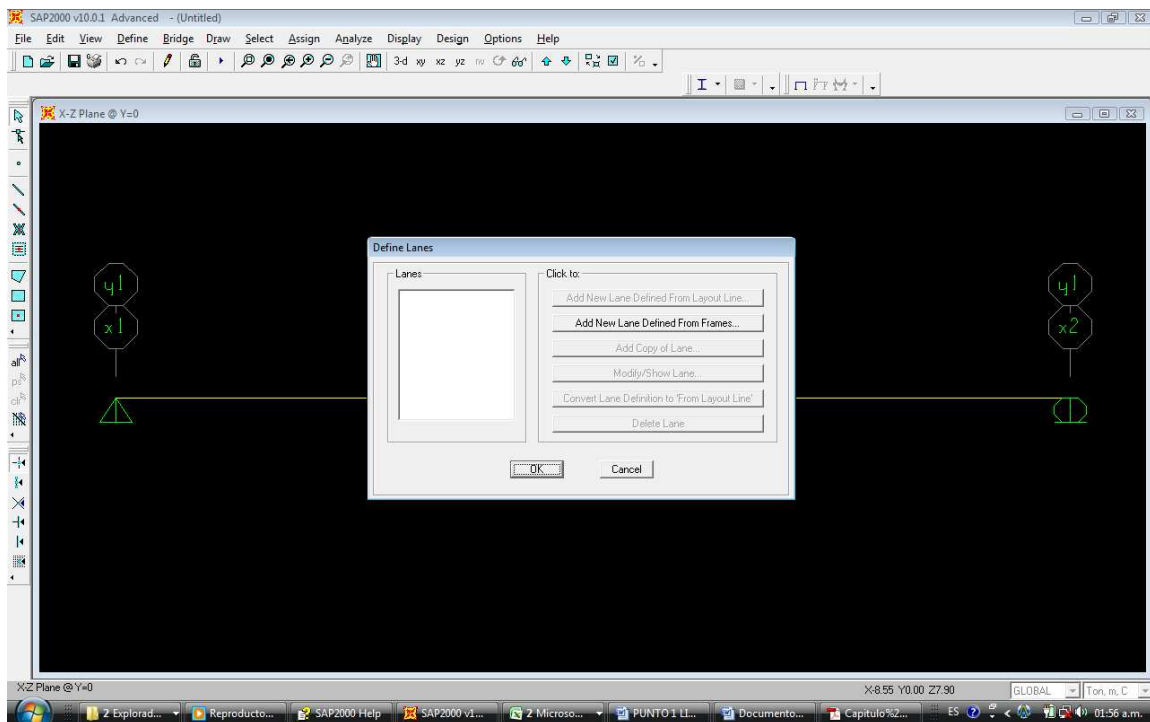 SAP2000 v10.0.1 Advanced - (Untitled)
File Edit View Define Bridge Draw Select Assign Analyze Display Design Options Help
3-d xy xz yz nv
X-Z Plane @ Y=0
Define Lanes
Lanes
Click to:
Add New Lane Defined From Layout Line...
Add New Lane Defined From Frames...
Add Copy of Lane...
Modify/Show Lane...
Convert Lane Definition to 'From Layout Line'
Delete Lane
OK Cancel
y1
x1
y1
x2
all
ps
clr
X-Z Plane @ Y=0
X-8.55 Y0.00 Z7.90
GLOBAL
Ton, m, C
2 Explorad...
Reproducto...
SAP2000 Help
SAP2000 v1...
2 Microso...
PUNTO 1 LI...
Documento...
Capitulo%2...
ES
01:56 a.m.